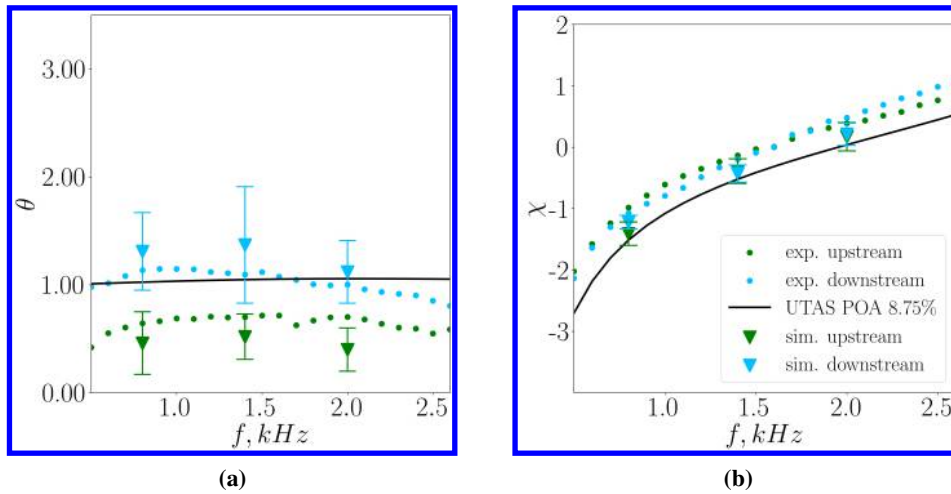 3.00
2.00
θ
1.00
0.00
1.0
1.5
2.0
2.5
f, kHz
(a)
2
1
0
χ
-1
-2
-3
exp. upstream
exp. downstream
UTAS POA 8.75%
sim. upstream
sim. downstream
1.0
1.5
2.0
2.5
f, kHz
(b)